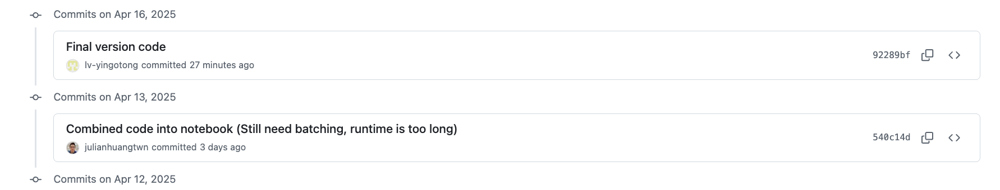 Commits on Apr 16, 2025
Final version code
92289bf
lv-yingotong committed 27 minutes ago
Commits on Apr 13, 2025
Combined code into notebook (Still need batching, runtime is too long)
540c14d
julianhuangtwn committed 3 days ago
Commits on Apr 12, 2025